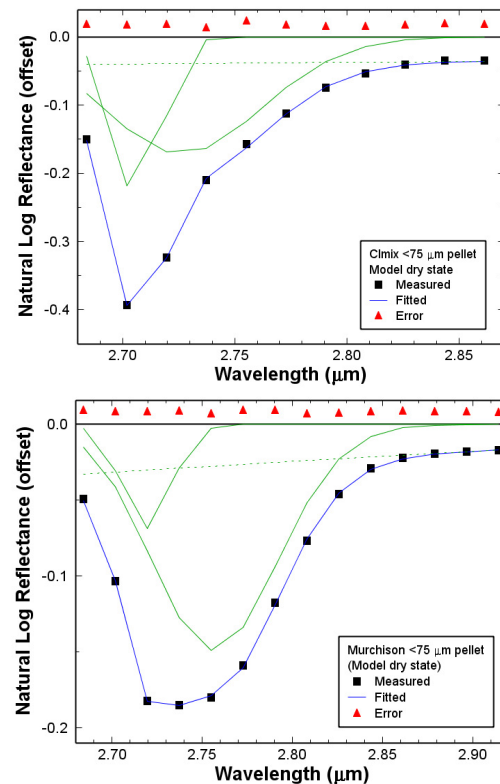 0.0
-0.1
-0.2
-0.3
-0.4
Natural Log Reflectance (offset)
CImix <75 μm pellet
Model dry state
Measured
Fitted
Error
2.70
2.75
2.80
2.85
Wavelength (μm)
0.0
-0.1
-0.2
Natural Log Reflectance (offset)
Murchison <75 μm pellet
(Model dry state)
Measured
Fitted
Error
2.70
2.75
2.80
2.85
2.90
Wavelength (μm)